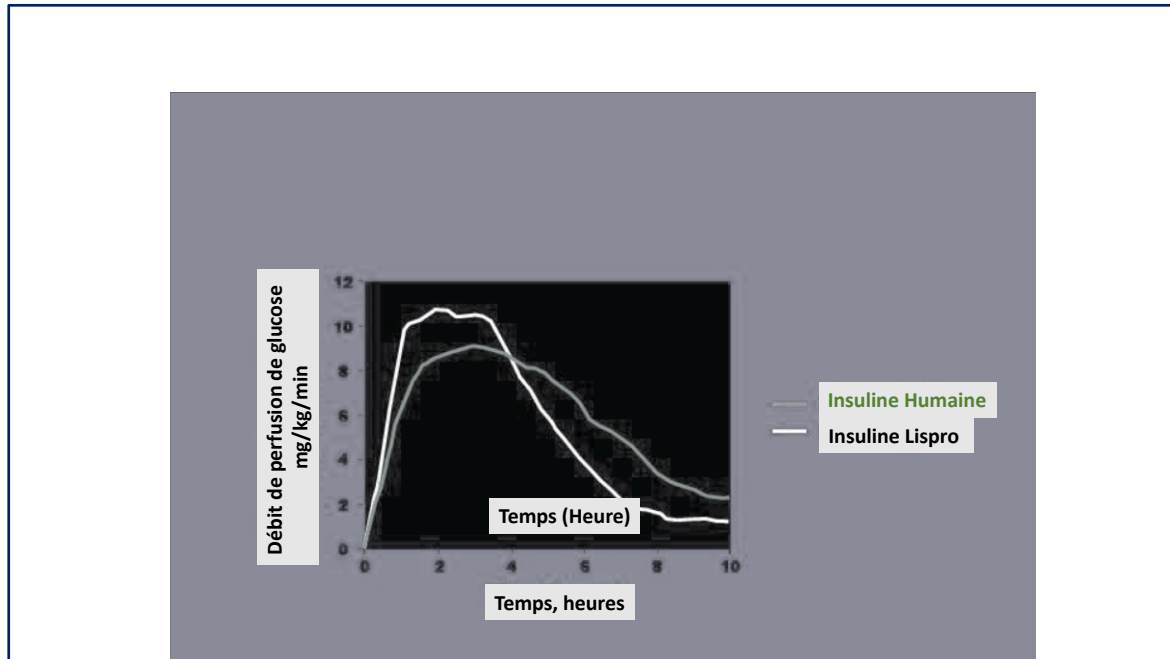 Débit de perfusion de glucose
mg/kg/min
12
10
8
6
4
2
0
0 2 4 6 8 10
Temps (Heure)
Temps, heures
Insuline Humaine
Insuline Lispro